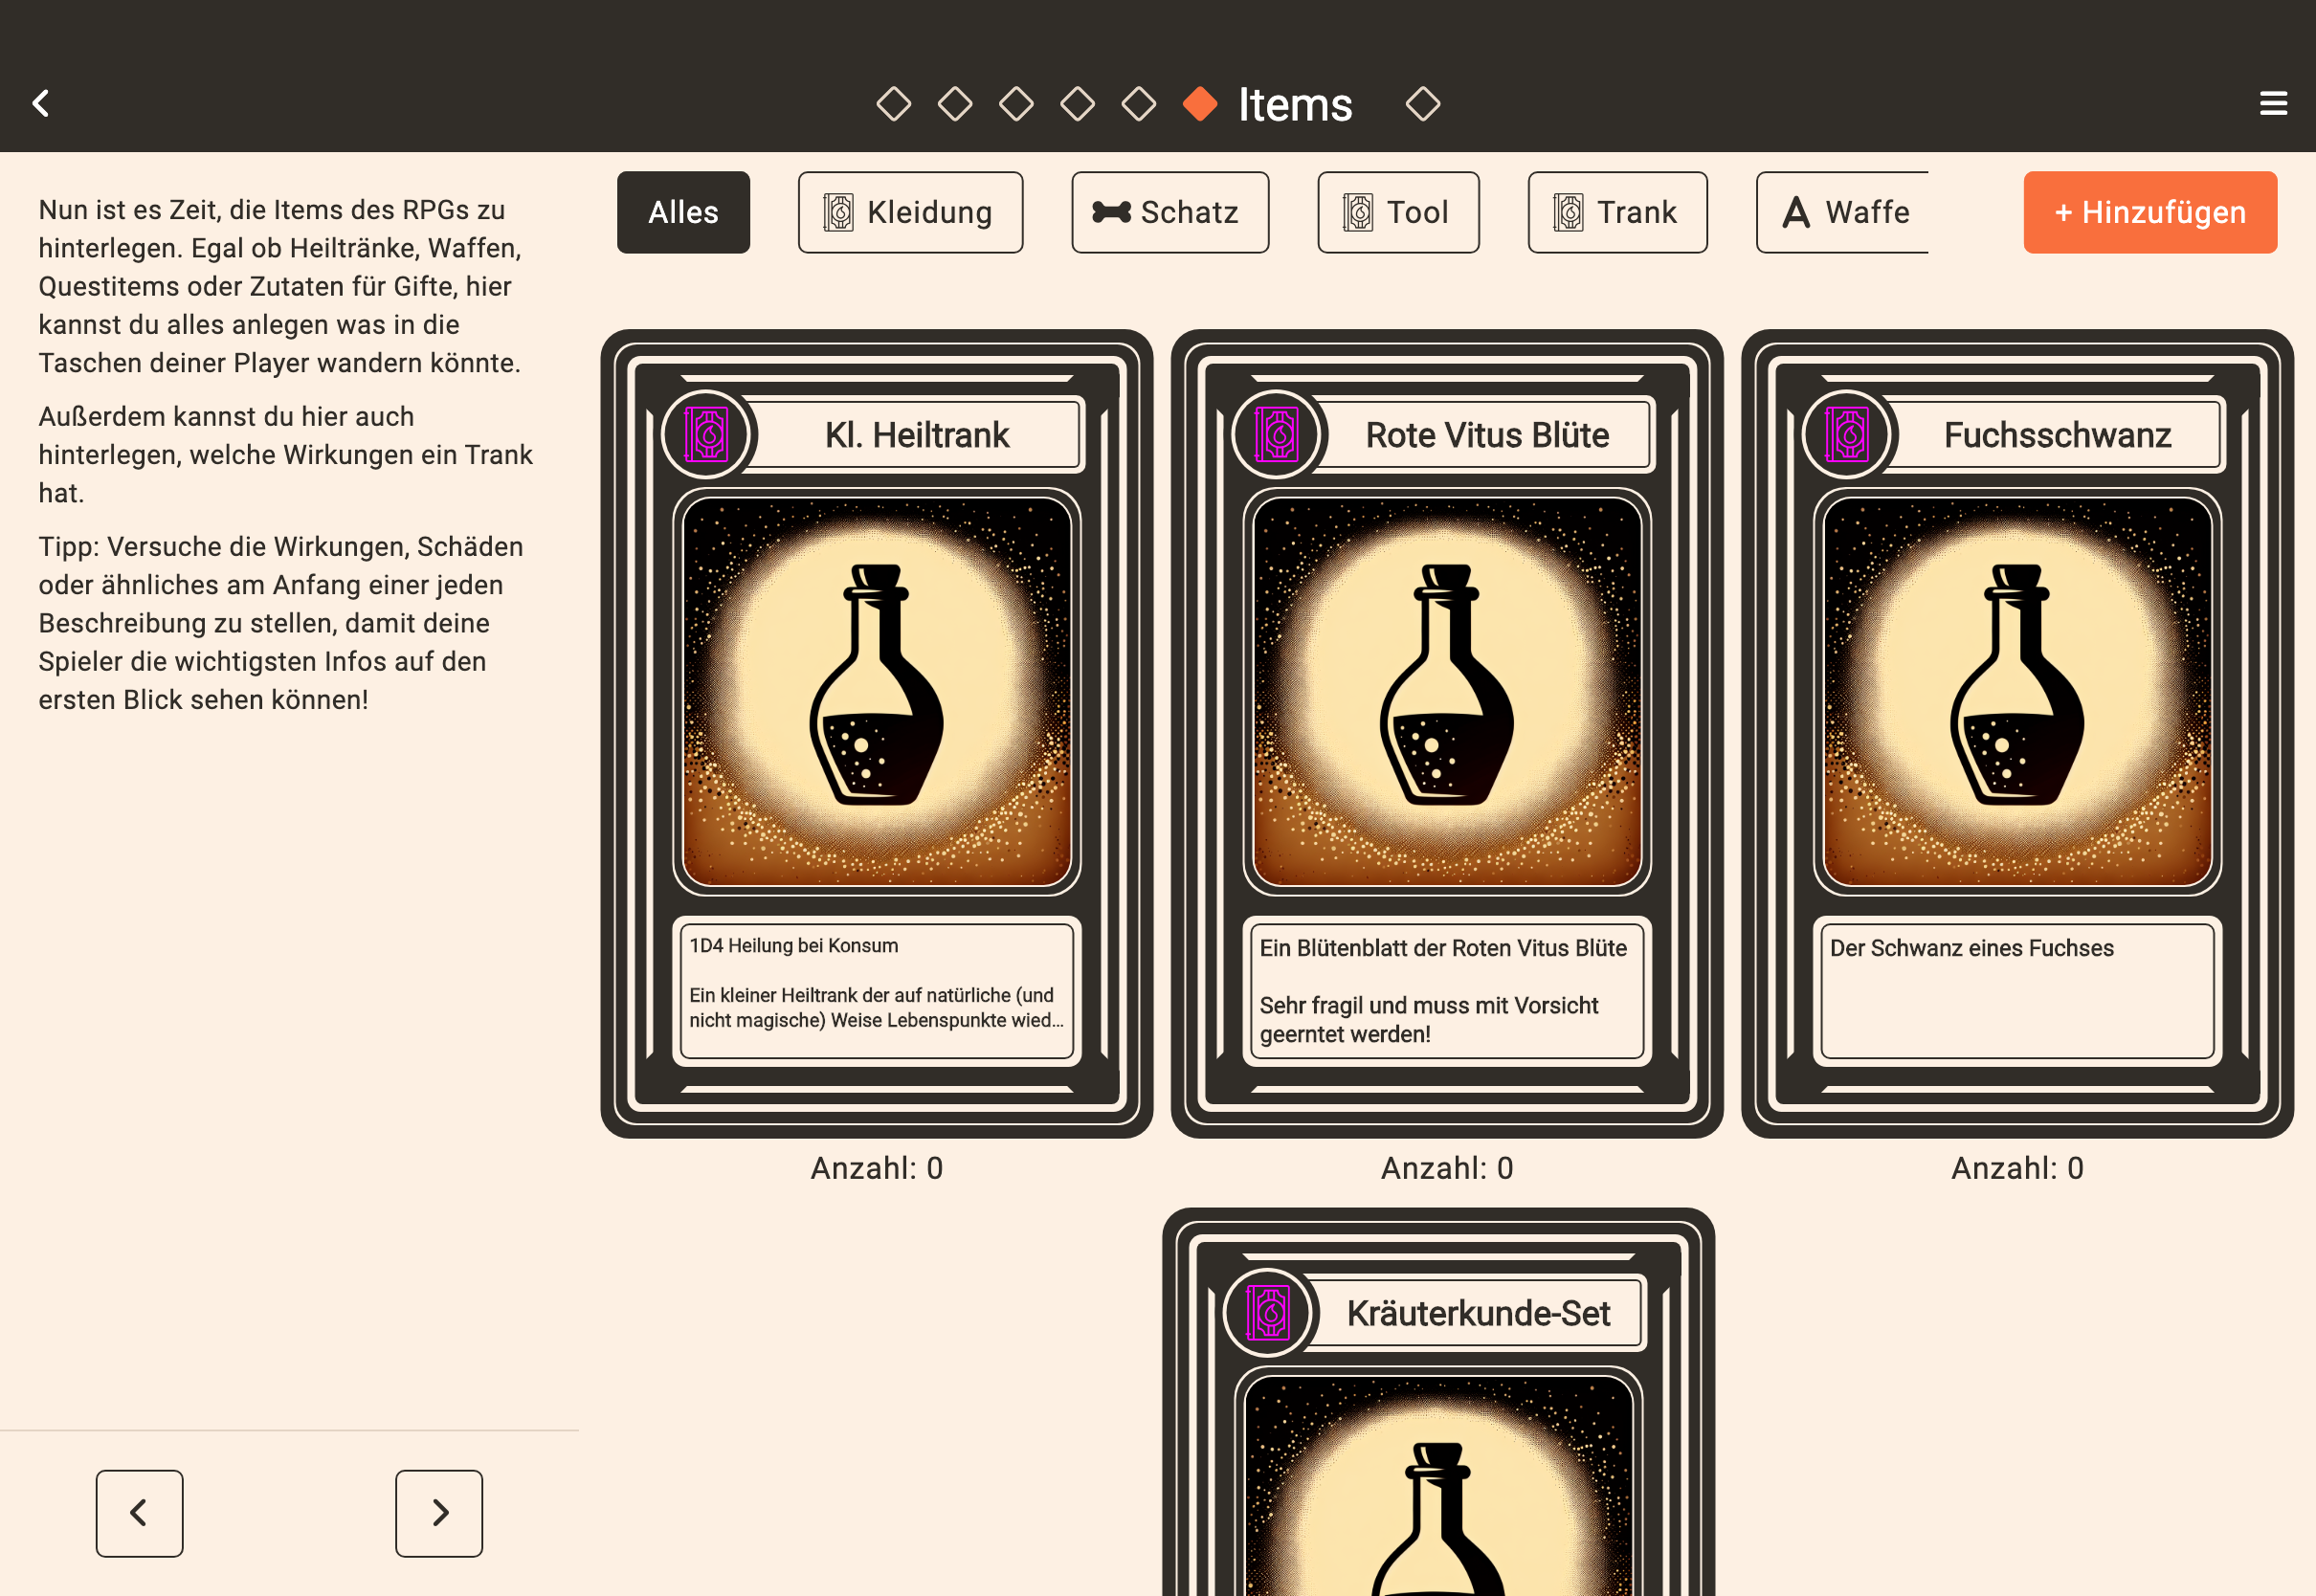 Items
Nun ist es Zeit, die Items des RPGs zu
hinterlegen. Egal ob Heiltränke, Waffen,
Questitems oder Zutaten für Gifte, hier
kannst du alles anlegen was in die
Taschen deiner Player wandern könnte.
Außerdem kannst du hier auch
hinterlegen, welche Wirkungen ein Trank
hat.
Tipp: Versuche die Wirkungen, Schäden
oder ähnliches am Anfang einer jeden
Beschreibung zu stellen, damit deine
Spieler die wichtigsten Infos auf den
ersten Blick sehen können!
Alles
Kleidung
Schatz
Tool
Trank
Waffe
+ Hinzufügen
Kl. Heiltrank
1D4 Heilung bei Konsum
Ein kleiner Heiltrank der auf natürliche (und
nicht magische) Weise Lebenspunkte wied...
Anzahl: 0
Rote Vitus Blüte
Ein Blütenblatt der Roten Vitus Blüte
Sehr fragil und muss mit Vorsicht
geerntet werden!
Anzahl: 0
Fuchsschwanz
Der Schwanz eines Fuchses
Anzahl: 0
Kräuterkunde-Set